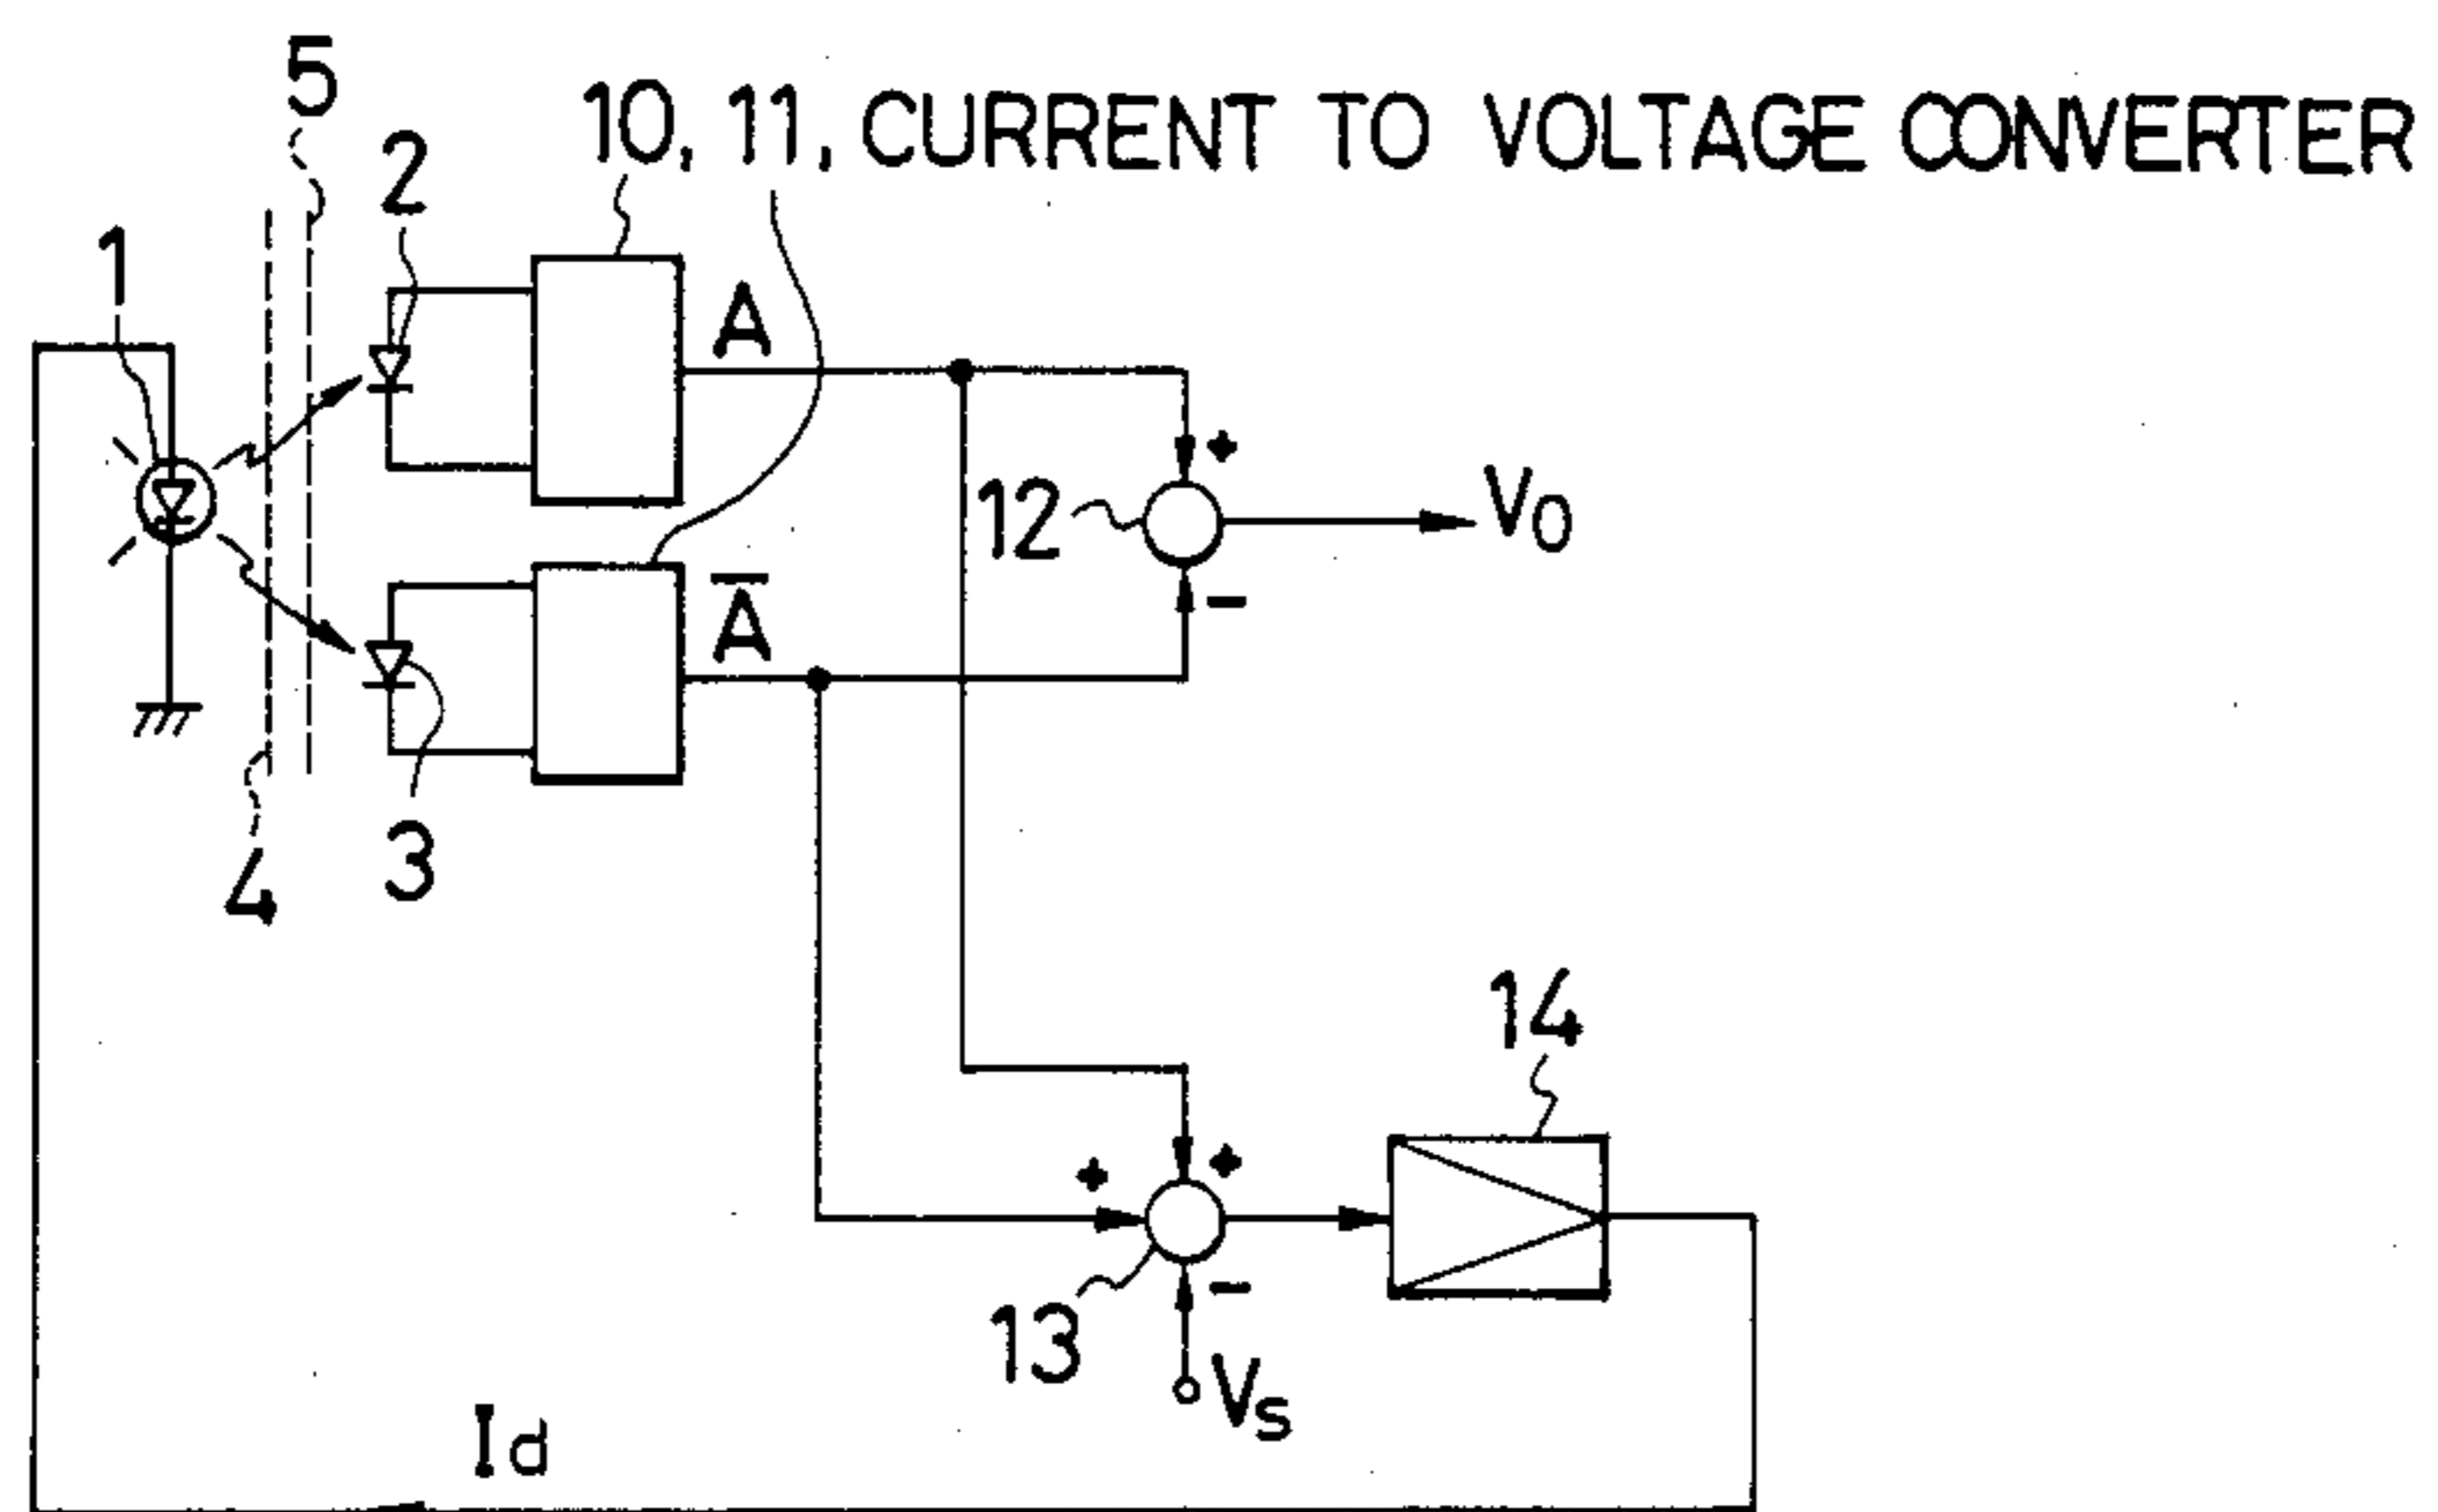 5
10, 11, CURRENT TO VOLTAGE CONVERTER
2
1
A
12
+
V0
Ā
-
3
4
14
+ +
13
-
Vs
Id